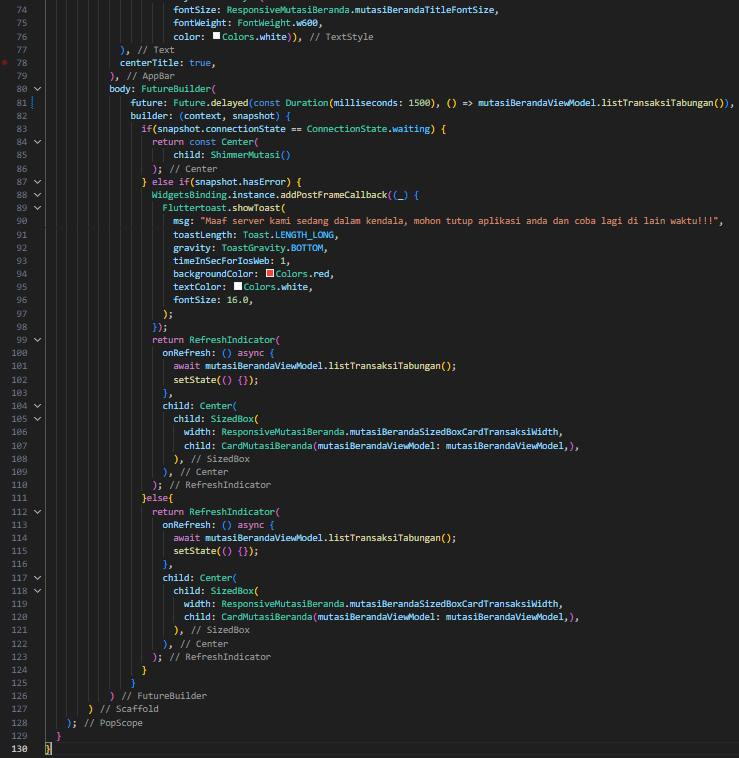 74 fontSize: ResponsiveMutasiBeranda.mutasiBerandaTitleFontSize,
75 fontWeight: FontWeight.w600,
76 color: Colors.white)), // TextStyle
77 ), // Text
78 centerTitle: true,
79 ), // AppBar
80 body: FutureBuilder(
81 future: Future.delayed(const Duration(milliseconds: 1500), () => mutasiBerandaViewModel.listTransaksiTabungan()),
82 builder: (context, snapshot) {
83 if(snapshot.connectionState == ConnectionState.waiting) {
84 return const Center(
85 child: ShimmerMutasi()
86 ); // Center
87 } else if(snapshot.hasError) {
88 WidgetsBinding.instance.addPostFrameCallback((_) {
89 Fluttertoast.showToast(
90 msg: "Maaf server kami sedang dalam kendala, mohon tutup aplikasi anda dan coba lagi di lain waktu!!!",
91 toastLength: Toast.LENGTH_LONG,
92 gravity: ToastGravity.BOTTOM,
93 timeInSecForIosWeb: 1,
94 backgroundColor: Colors.red,
95 textColor: Colors.white,
96 fontSize: 16.0,
97 );
98 });
99 return RefreshIndicator(
100 onRefresh: () async {
101 await mutasiBerandaViewModel.listTransaksiTabungan();
102 setState(() {});
103 },
104 child: Center(
105 child: SizedBox(
106 width: ResponsiveMutasiBeranda.mutasiBerandaSizedBoxCardTransaksiWidth,
107 child: CardMutasiBeranda(mutasiBerandaViewModel: mutasiBerandaViewModel,),
108 ), // SizedBox
109 ), // Center
110 ); // RefreshIndicator
111 }else{
112 return RefreshIndicator(
113 onRefresh: () async {
114 await mutasiBerandaViewModel.listTransaksiTabungan();
115 setState(() {});
116 },
117 child: Center(
118 child: SizedBox(
119 width: ResponsiveMutasiBeranda.mutasiBerandaSizedBoxCardTransaksiWidth,
120 child: CardMutasiBeranda(mutasiBerandaViewModel: mutasiBerandaViewModel,),
121 ), // SizedBox
122 ), // Center
123 ); // RefreshIndicator
124 }
125 }
126 ) // FutureBuilder
127 ) // Scaffold
128 ); // PopScope
129 }
130 }